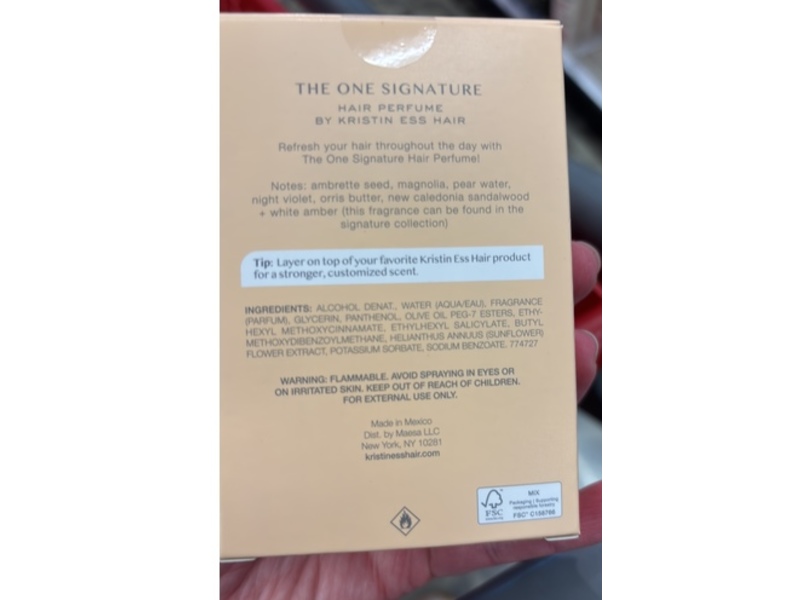 THE ONE SIGNATURE
HAIR PERFUME
BY KRISTIN ESS HAIR
Refresh your hair throughout the day with
The One Signature Hair Perfume!
Notes: ambrette seed, magnolia, pear water,
night violet, orris butter, new caledonia sandalwood
+ white amber (this fragrance can be found in the
signature collection)
Tip: Layer on top of your favorite Kristin Ess Hair product
for a stronger, customized scent.
INGREDIENTS: ALCOHOL DENAT., WATER (AQUA/EAU), FRAGRANCE
(PARFUM), GLYCERIN, PANTHENOL, OLIVE OIL PEG-7 ESTERS, ETHY-
HEXYL METHOXYCINNAMATE, ETHYLHEXYL SALICYLATE, BUTYL
METHOXYDIBENZOYLMETHANE, HELIANTHUS ANNUUS (SUNFLOWER)
FLOWER EXTRACT, POTASSIUM SORBATE, SODIUM BENZOATE. 774727
WARNING: FLAMMABLE. AVOID SPRAYING IN EYES OR
ON IRRITATED SKIN. KEEP OUT OF REACH OF CHILDREN.
FOR EXTERNAL USE ONLY.
Made in Mexico
Dist. by Maesa LLC
New York, NY 10281
kristinesshair.com
FSC
MIX
Packaging | Supporting
responsible forestry
FSC® C158768